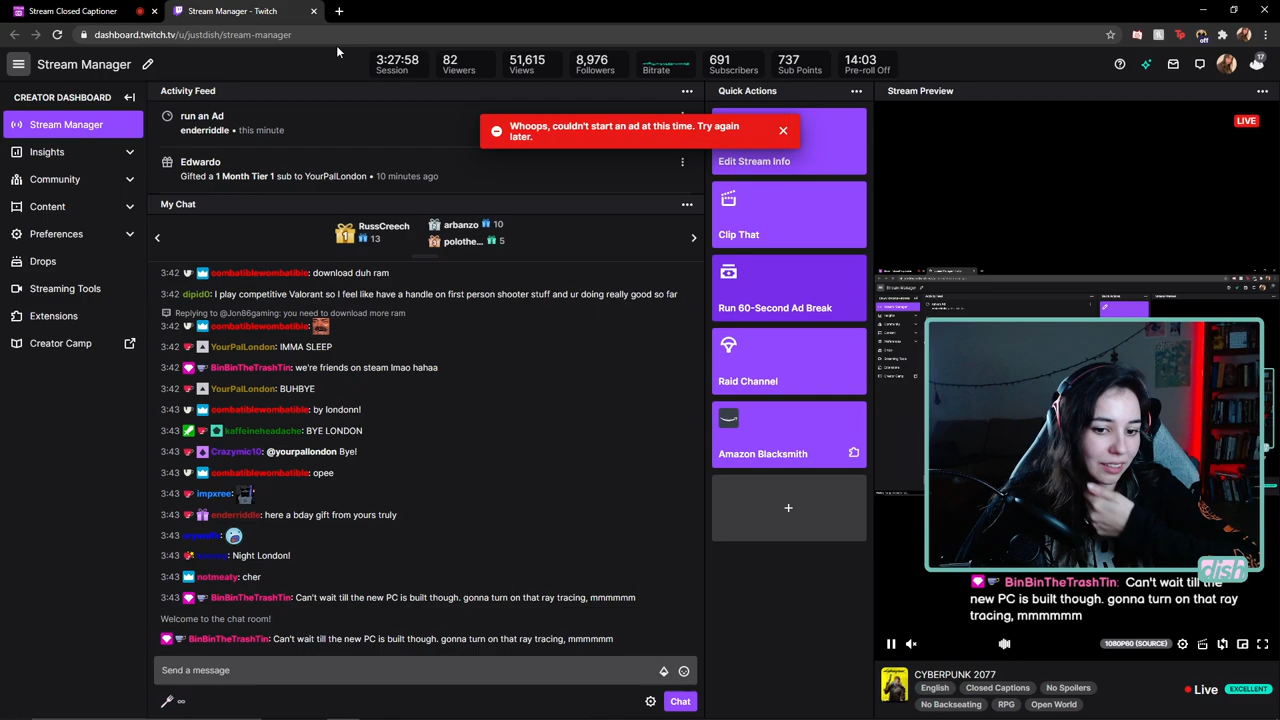 Stream Closed Captioner
Stream Manager - Twitch
dashboard.twitch.tv/u/justdish/stream-manager
off
Stream Manager
3:27:58
Session
82
Viewers
51,615
Views
8,976
Followers
Bitrate
691
Subscribers
737
Sub Points
14:03
Pre-roll Off
17
CREATOR DASHBOARD
Stream Manager
Insights
Community
Content
Preferences
Drops
Streaming Tools
Extensions
Creator Camp
Activity Feed
run an Ad
enderriddle • this minute
Edwardo
Gifted a 1 Month Tier 1 sub to YourPalLondon • 10 minutes ago
Whoops, couldn't start an ad at this time. Try again
later.
My Chat
1
RussCreech
13
arbanzo 10
polothe... 5
3:42 combatiblewombatible: download duh ram
3:42 dipid0: I play competitive Valorant so I feel like have a handle on first person shooter stuff and ur doing really good so far
Replying to @Jon86gaming: you need to download more ram
3:42 combatiblewombatible:
3:42 YourPalLondon: IMMA SLEEP
3:42 BinBinTheTrashTin: we're friends on steam lmao hahaa
3:42 YourPalLondon: BUHBYE
3:43 combatiblewombatible: by londonn!
3:43 kaffeineheadache: BYE LONDON
3:43 Crazymic10: @yourpallondon Bye!
3:43 combatiblewombatible: opee
3:43 impxree:
3:43 enderriddle: here a bday gift from yours truly
3:43
3:43 Night London!
3:43 notmeaty: cher
3:43 BinBinTheTrashTin: Can't wait till the new PC is built though. gonna turn on that ray tracing, mmmmmm
Welcome to the chat room!
BinBinTheTrashTin: Can't wait till the new PC is built though. gonna turn on that ray tracing, mmmmmm
Send a message
∞
Chat
Quick Actions
Edit Stream Info
Clip That
Run 60-Second Ad Break
Raid Channel
Amazon Blacksmith
+
Stream Preview
LIVE
dish
BinBinTheTrashTin: Can't wait till the
new PC is built though. gonna turn on that ray
tracing, mmmmmm
1080P60 (SOURCE)
CYBERPUNK 2077
English
Closed Captions
No Spoilers
No Backseating
RPG
Open World
Live
EXCELLENT